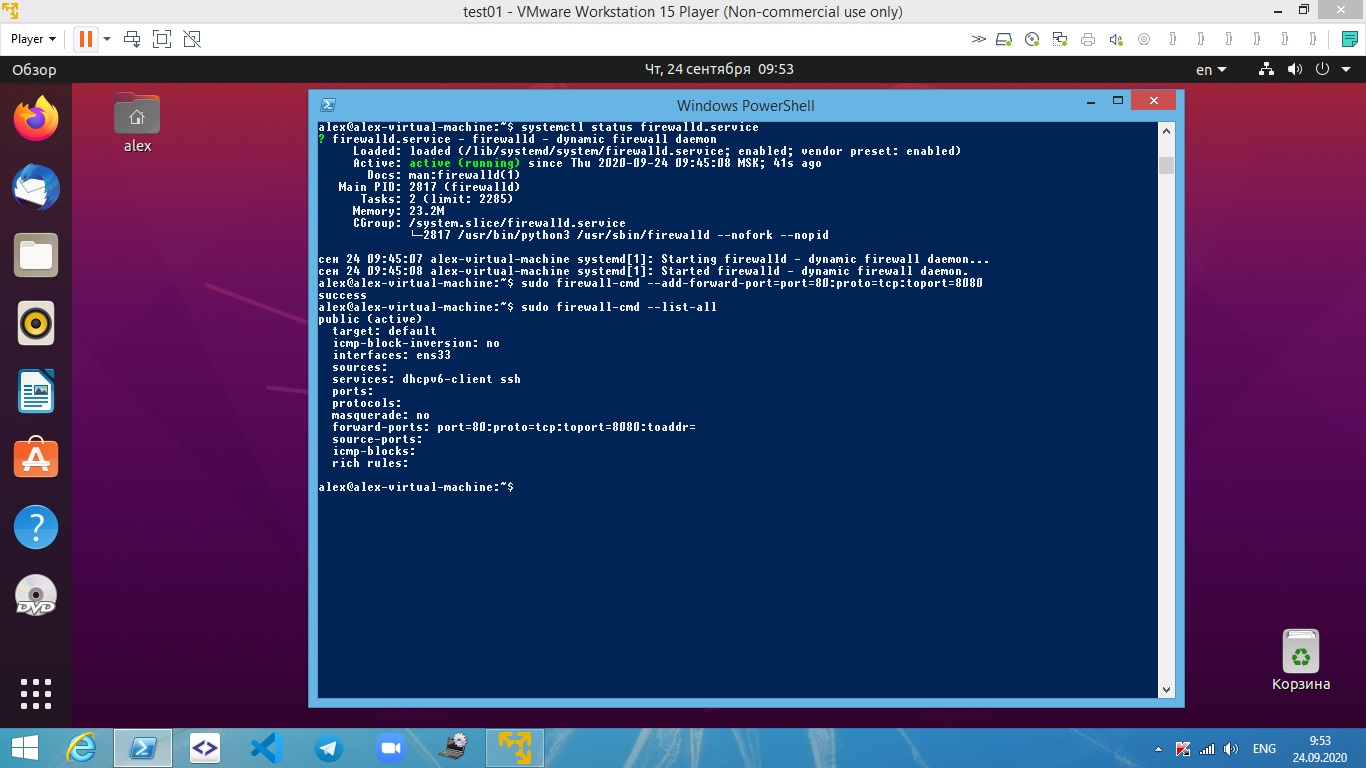 test01 - VMware Workstation 15 Player (Non-commercial use only)
Player
Обзор
Чт, 24 сентября 09:53
en
alex
Windows PowerShell
alex@alex-virtual-machine:~$ systemctl status firewalld.service
? firewalld.service - firewalld - dynamic firewall daemon
Loaded: loaded (/lib/systemd/system/firewalld.service; enabled; vendor preset: enabled)
Active: active (running) since Thu 2020-09-24 09:45:08 MSK; 41s ago
Docs: man:firewalld(1)
Main PID: 2817 (firewalld)
Tasks: 2 (limit: 2285)
Memory: 23.2M
CGroup: /system.slice/firewalld.service
└─2817 /usr/bin/python3 /usr/sbin/firewalld --nofork --nopid
сен 24 09:45:07 alex-virtual-machine systemd[1]: Starting firewalld - dynamic firewall daemon...
сен 24 09:45:08 alex-virtual-machine systemd[1]: Started firewalld - dynamic firewall daemon.
alex@alex-virtual-machine:~$ sudo firewall-cmd --add-forward-port=port=80:proto=tcp:toport=8080
success
alex@alex-virtual-machine:~$ sudo firewall-cmd --list-all
public (active)
target: default
icmp-block-inversion: no
interfaces: ens33
sources:
services: dhcpv6-client ssh
ports:
protocols:
masquerade: no
forward-ports: port=80:proto=tcp:toport=8080:toaddr=
source-ports:
icmp-blocks:
rich rules:
alex@alex-virtual-machine:~$
DVD
Корзина
ENG
9:53
24.09.2020